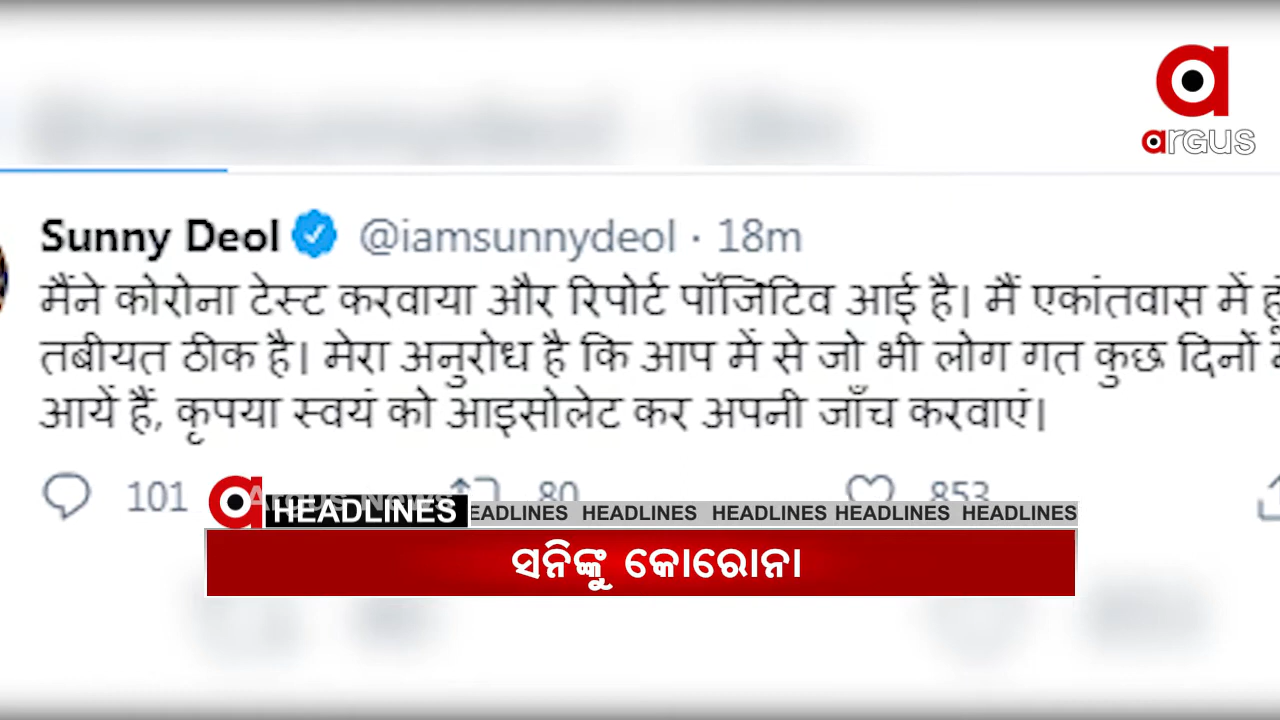 argus
Sunny Deol @iamsunnydeol · 18m
मैंने कोरोना टेस्ट करवाया और रिपोर्ट पॉजिटिव आई है। मैं एकांतवास में
तबीयत ठीक है। मेरा अनुरोध है कि आप में से जो भी लोग गत कुछ दिनों
आयें हैं, कृपया स्वयं को आइसोलेट कर अपनी जाँच करवाएं।
101 80 853
HEADLINES EADLINES HEADLINES HEADLINES HEADLINES HEADLINES
ସନିଙ୍କୁ କୋରୋନା